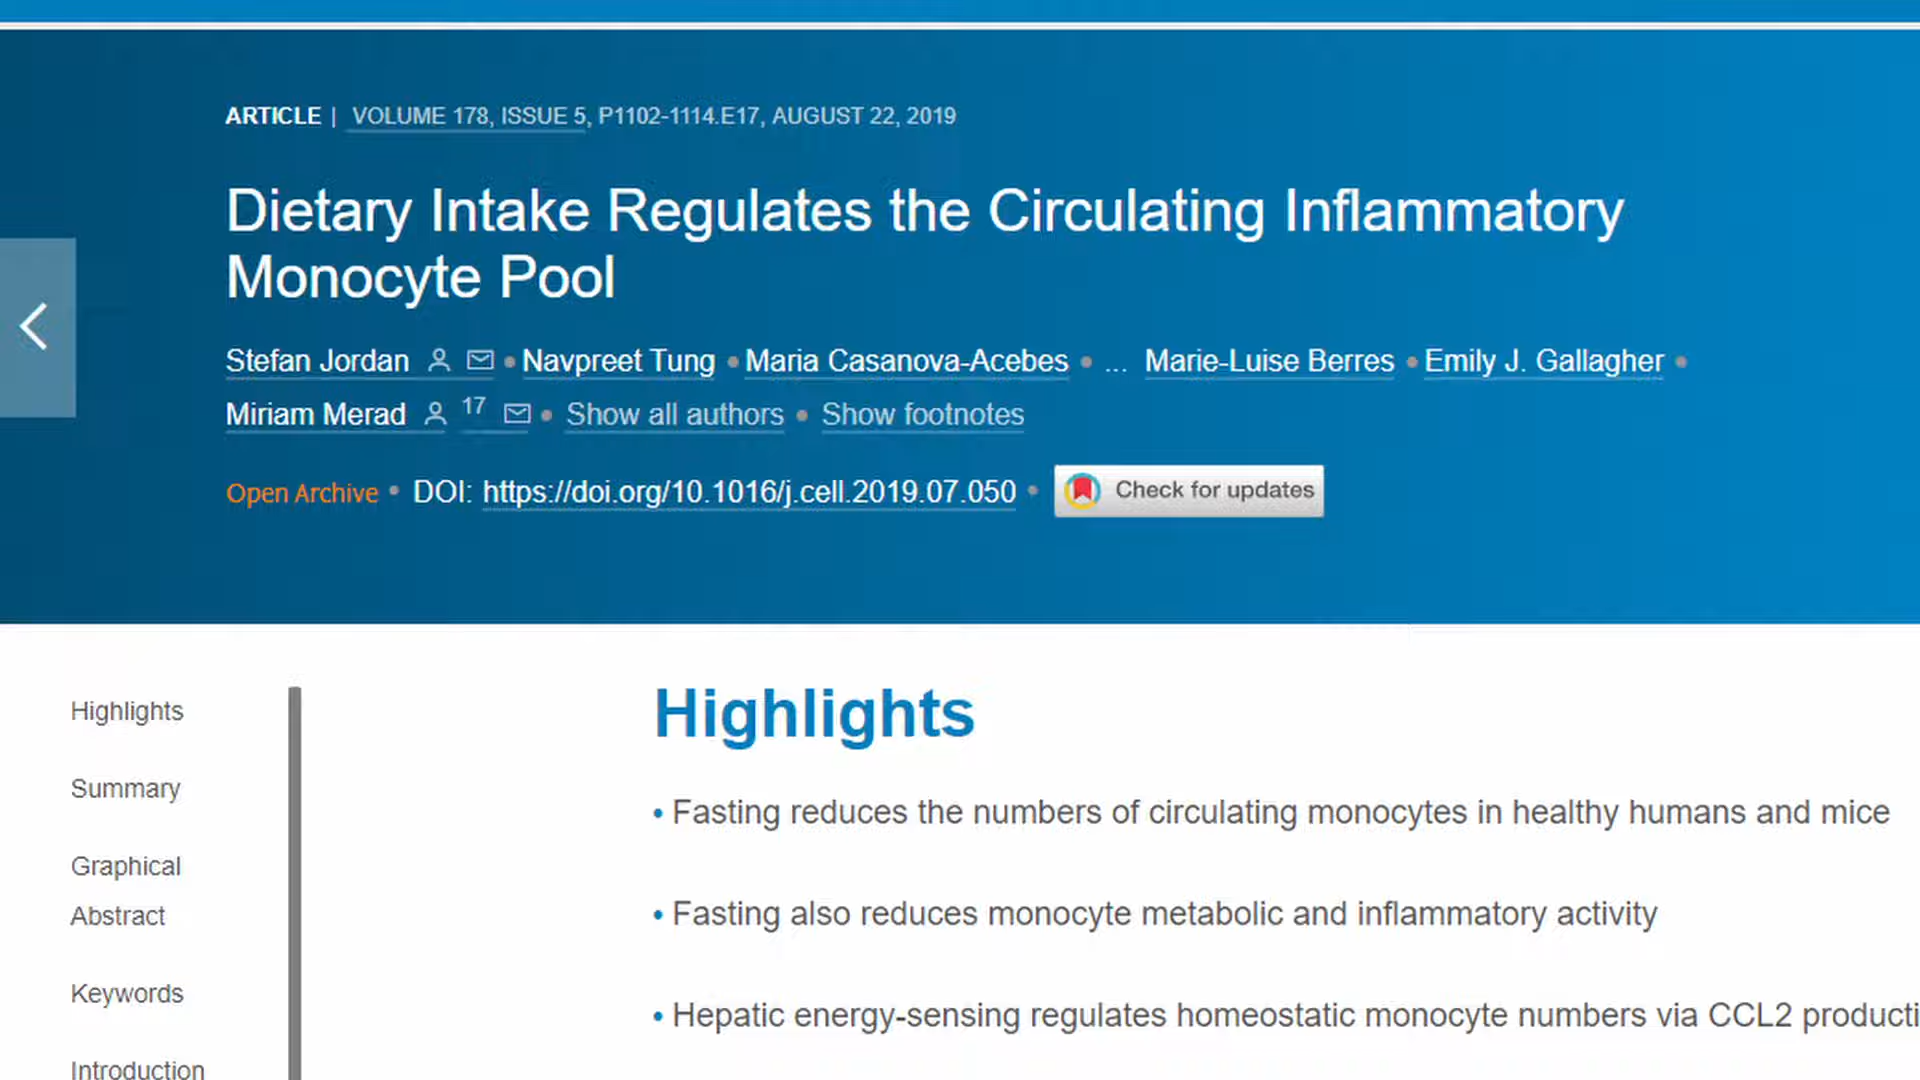 ARTICLE | VOLUME 178, ISSUE 5, P1102-1114.E17, AUGUST 22, 2019
Dietary Intake Regulates the Circulating Inflammatory
Monocyte Pool
Stefan Jordan • Navpreet Tung • Maria Casanova-Acebes • ... Marie-Luise Berres • Emily J. Gallagher •
Miriam Merad 17 • Show all authors • Show footnotes
Open Archive • DOI: https://doi.org/10.1016/j.cell.2019.07.050 • Check for updates
Highlights
Summary
Graphical
Abstract
Keywords
Introduction
Highlights
• Fasting reduces the numbers of circulating monocytes in healthy humans and mice
• Fasting also reduces monocyte metabolic and inflammatory activity
• Hepatic energy-sensing regulates homeostatic monocyte numbers via CCL2 producti